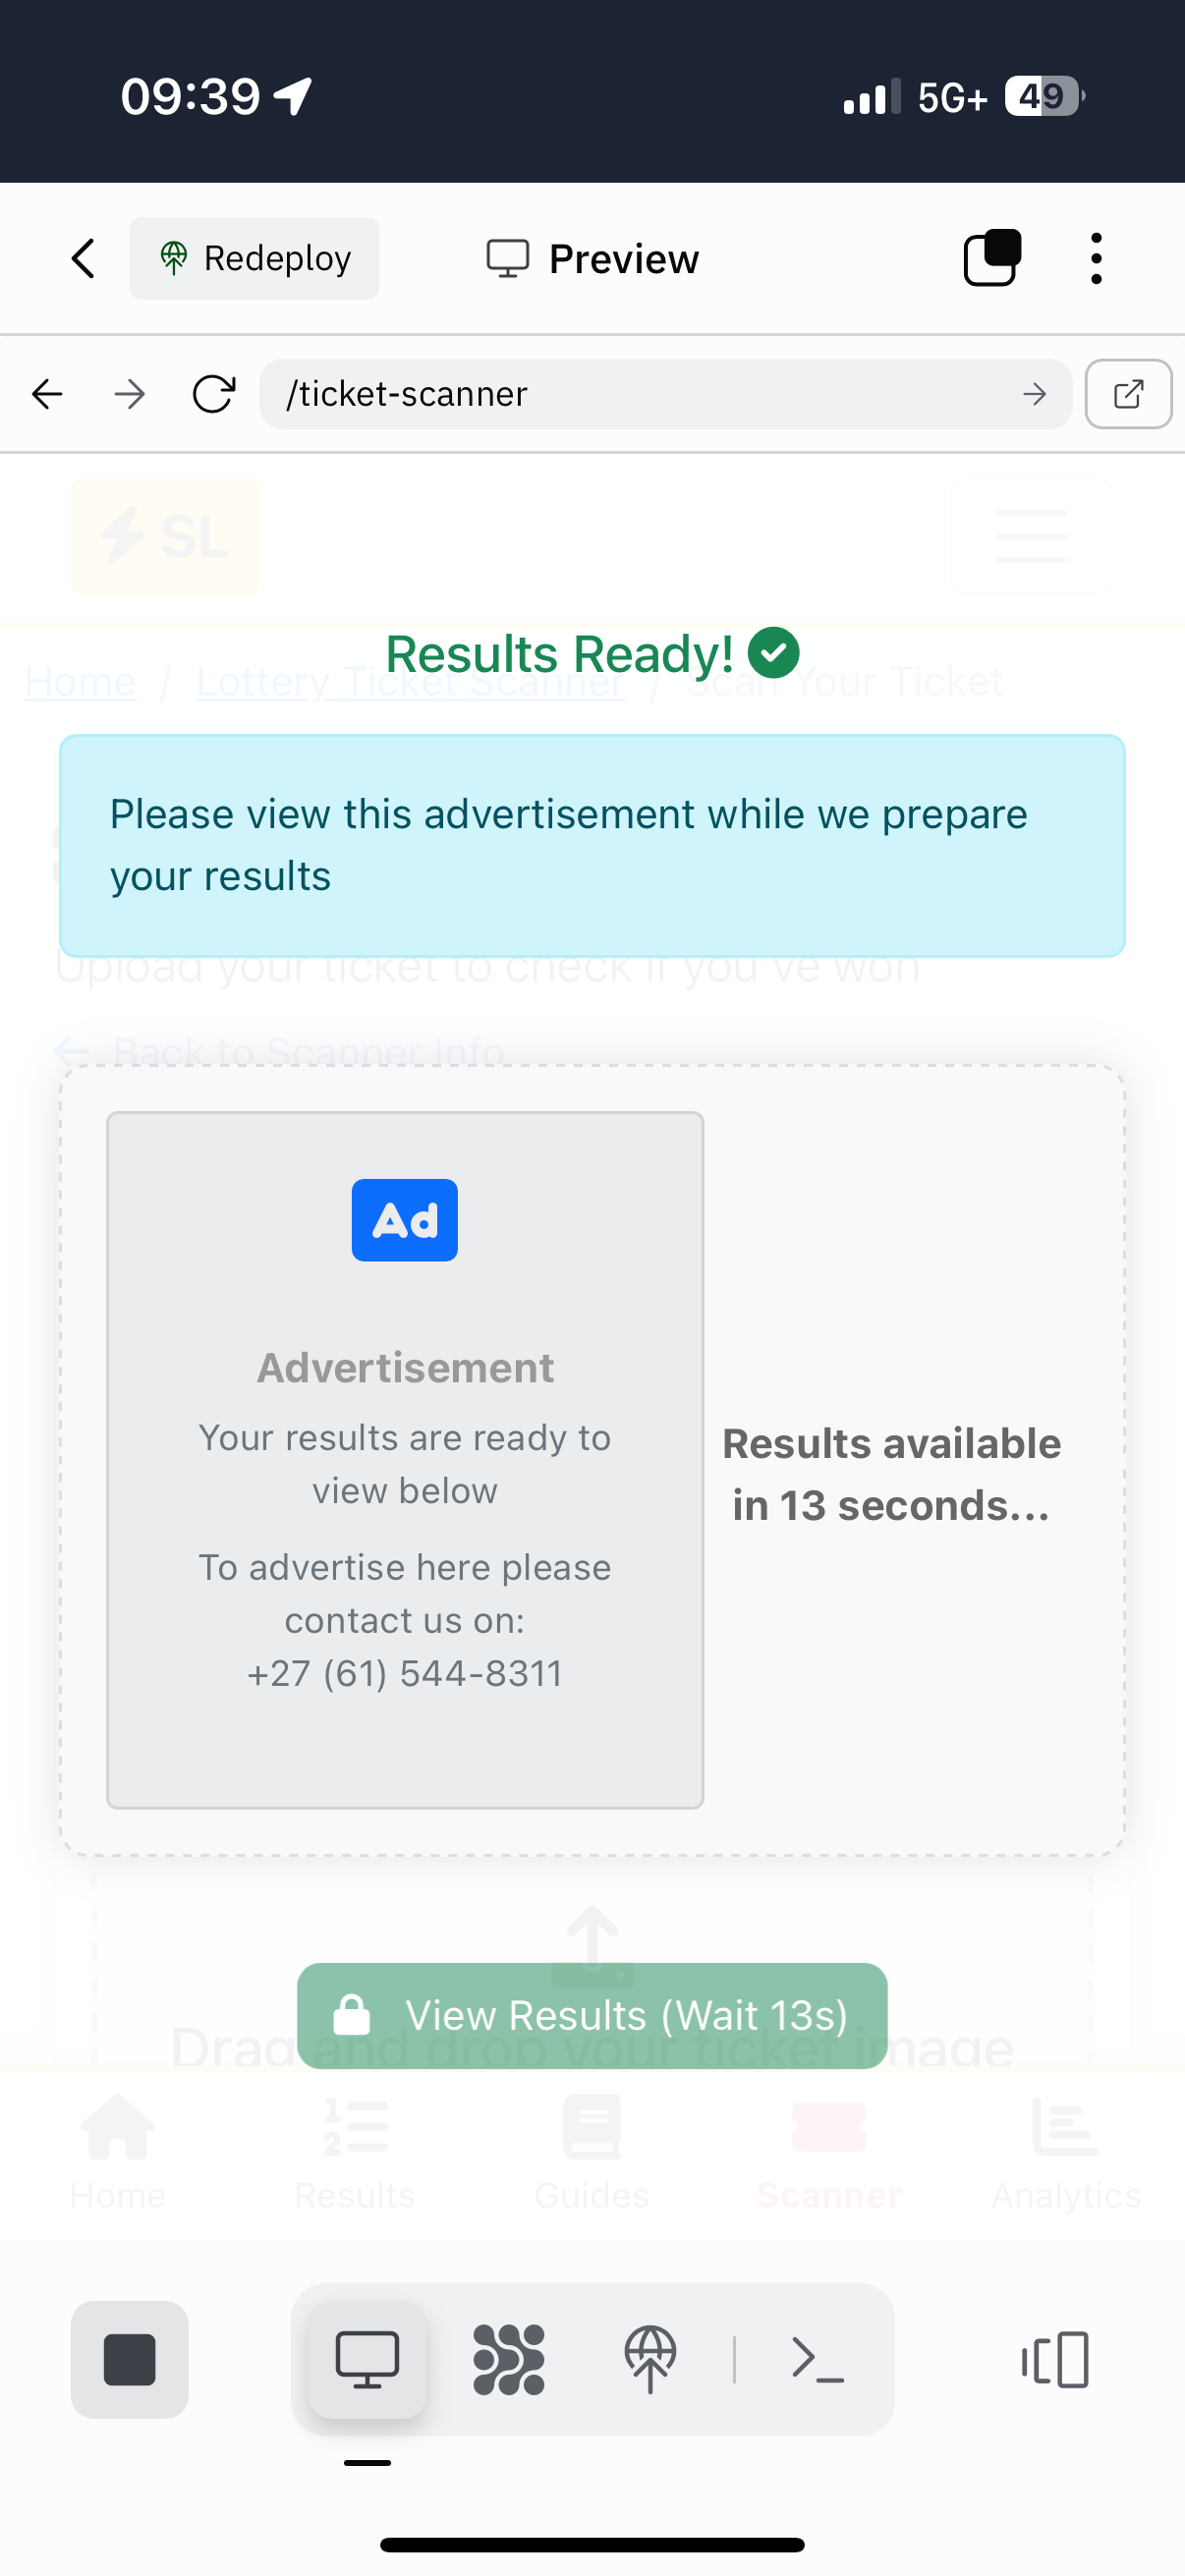 09:39
5G+ 49
Redeploy
Preview
/ticket-scanner
SL
Results Ready!
Home / Lottery Ticket Scanner / Scan Your Ticket
Please view this advertisement while we prepare
your results
Upload your ticket to check if you've won
Back to Scanner Info
Ad
Advertisement
Your results are ready to
view below
To advertise here please
contact us on:
+27 (61) 544-8311
Results available
in 13 seconds...
View Results (Wait 13s)
Drag and drop your ticket image
Home
Results
Guides
Scanner
Analytics